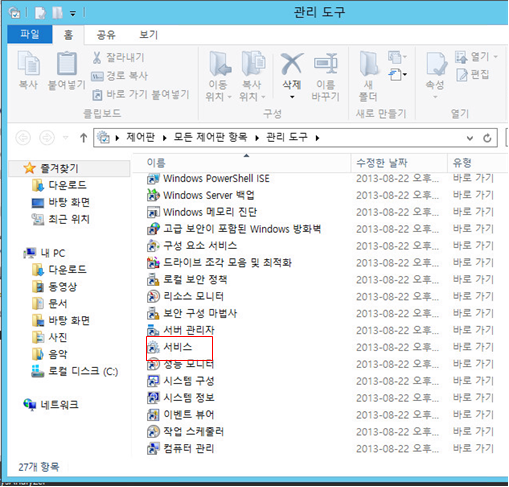 관리 도구
파일 홈 공유 보기
복사 붙여넣기 잘라내기 경로 복사 바로 가기 붙여넣기
이동 위치 복사 위치 삭제 이름 바꾸기
새 폴더 속성 열기 편집
클립보드 구성 새로 만들기 열기
제어판 모든 제어판 항목 관리 도구
이름 수정한 날짜 유형
즐겨찾기
다운로드
바탕 화면
최근 위치
내 PC
다운로드
동영상
문서
바탕 화면
사진
음악
로컬 디스크 (C:)
네트워크
Windows PowerShell ISE 2013-08-22 오후... 바로 가기
Windows Server 백업 2013-08-22 오후... 바로 가기
Windows 메모리 진단 2013-08-22 오후... 바로 가기
고급 보안이 포함된 Windows 방화벽 2013-08-22 오후... 바로 가기
구성 요소 서비스 2013-08-22 오후... 바로 가기
드라이브 조각 모음 및 최적화 2013-08-22 오후... 바로 가기
로컬 보안 정책 2013-08-22 오후... 바로 가기
리소스 모니터 2013-08-22 오후... 바로 가기
보안 구성 마법사 2013-08-22 오후... 바로 가기
서버 관리자 2013-08-22 오후... 바로 가기
서비스 2013-08-22 오후... 바로 가기
성능 모니터 2013-08-22 오후... 바로 가기
시스템 구성 2013-08-22 오후... 바로 가기
시스템 정보 2013-08-22 오후... 바로 가기
이벤트 뷰어 2013-08-22 오후... 바로 가기
작업 스케줄러 2013-08-22 오후... 바로 가기
컴퓨터 관리 2013-08-22 오후... 바로 가기
27개 항목